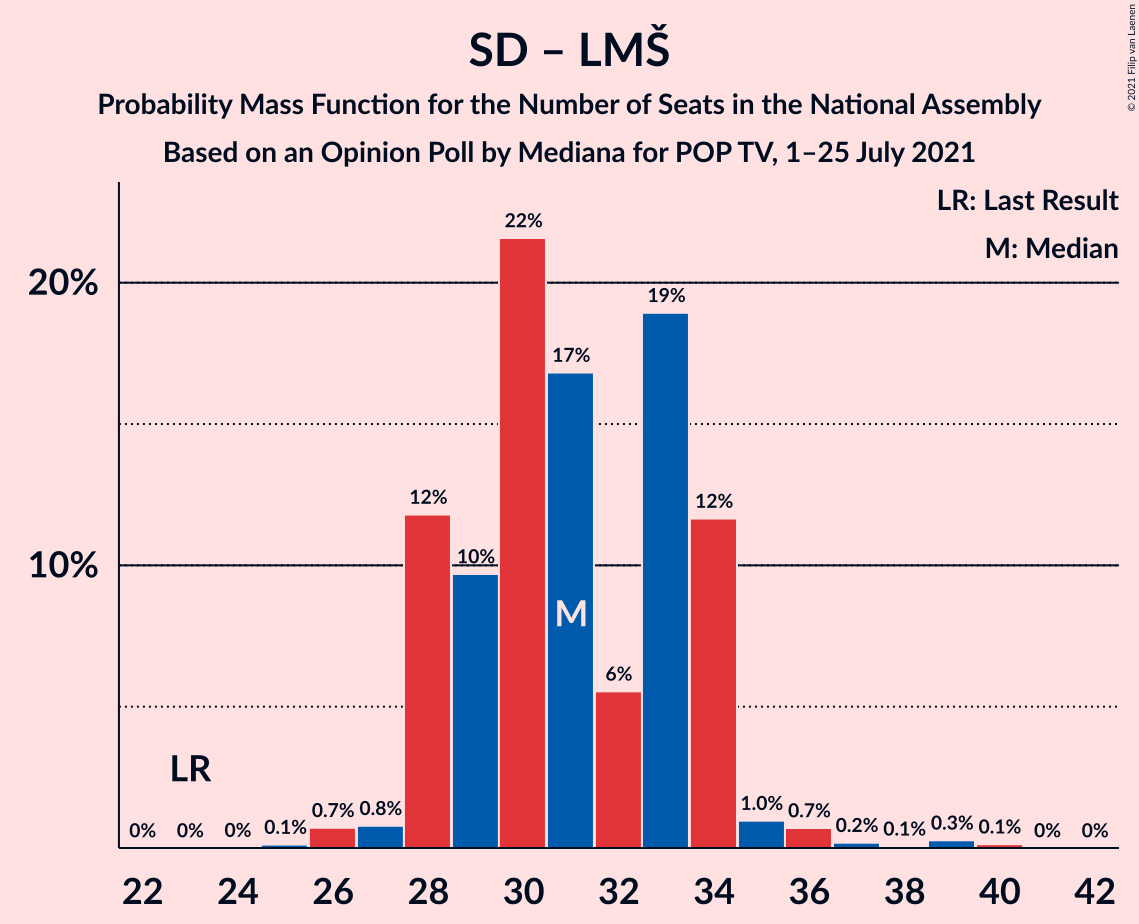 SD – LMŠ
Probability Mass Function for the Number of Seats in the National Assembly
Based on an Opinion Poll by Mediana for POP TV, 1–25 July 2021
© 2021 Filip van Laenen
LR: Last Result
M: Median
20%
10%
0%
0%
0%
0.1%
0.7%
0.8%
12%
10%
22%
17%
6%
19%
12%
1.0%
0.7%
0.2%
0.1%
0.3%
0.1%
0%
0%
LR
M
22 24 26 28 30 32 34 36 38 40 42